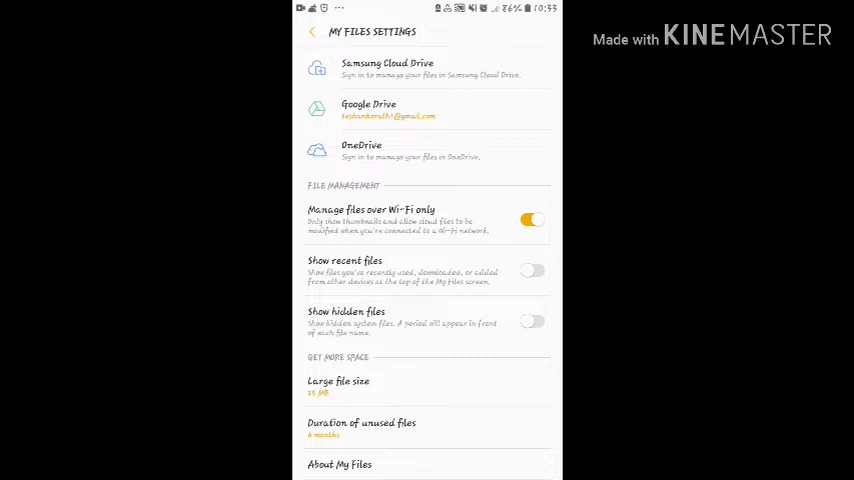 86% 10:33
MY FILES SETTINGS
Made with KINEMASTER
Samsung Cloud Drive
Sign in to manage your files in Samsung Cloud Drive.
Google Drive
OneDrive
Sign in to manage your files in OneDrive.
FILE MANAGEMENT
Manage files over Wi-Fi only
Only show thumbnails and allow cloud files to be
modified when you're connected to a Wi-Fi network.
Show recent files
Show files you've recently used, downloaded, or added
from other devices at the top of the My Files screen.
Show hidden files
Show hidden system files. A period will appear in front
of each file name.
GET MORE SPACE
Large file size
25 MB
Duration of unused files
6 months
About My Files